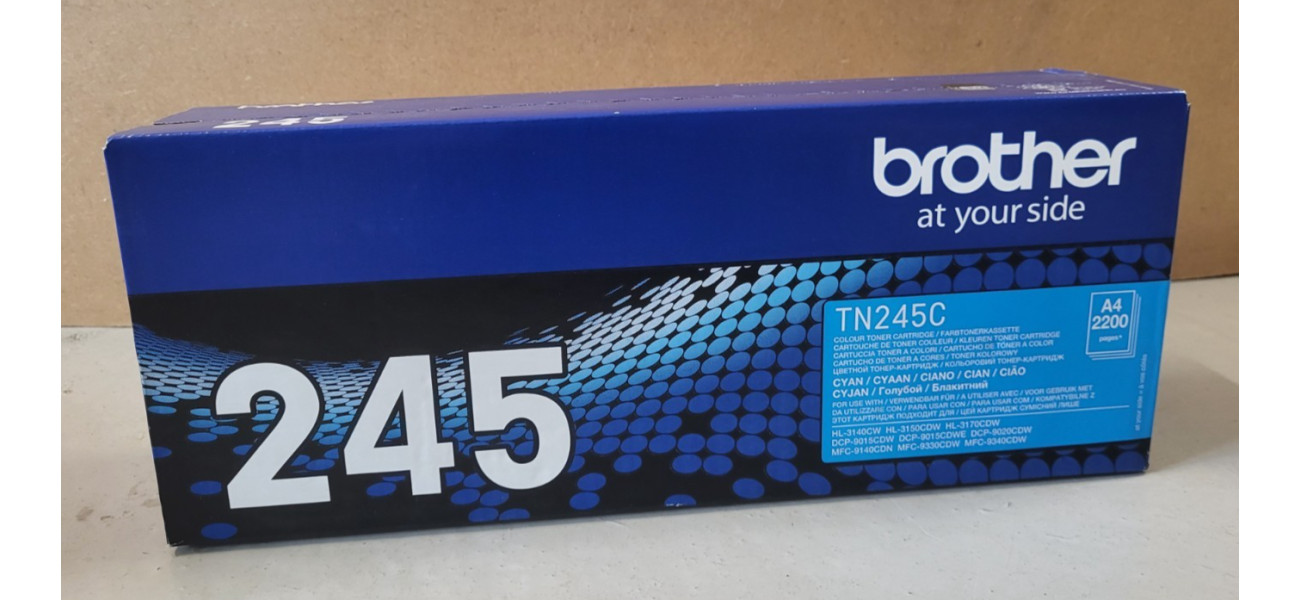 245
brother
at your side
245
TN245C
A4
2200
pages*
COLOUR TONER CARTRIDGE / FARBTONERKASSETTE
CARTOUCHE DE TONER COULEUR / KLEUREN TONER CARTRIDGE
CARTUCCIA TONER A COLORI / CARTUCHO DE TONER A COLOR
CARTUCHO DE TONER A CORES / TONER KOLOROWY
ЦВЕТНОЙ ТОНЕР-КАРТРИДЖ / КОЛЬОРОВИЙ ТОНЕР-КАРТРИДЖ
CYAN / CYAAN / CIANO / CIAN / CIÃO
CYJAN / Голубой / Блакитний
FOR USE WITH / VERWENDBAR FÜR / A UTILISER AVEC / VOOR GEBRUIK MET
DA UTILIZZARE CON / PARA USAR CON / PARA USAR COM / KOMPATYBILNE Z
ЭТОТ КАРТРИДЖ ПОДХОДИТ ДЛЯ / ЦЕЙ КАРТРИДЖ СУМІСНИЙ ЛИШЕ
HL-3140CW HL-3150CDW HL-3170CDW
DCP-9015CDW DCP-9015CDWE DCP-9020CDW
MFC-9140CDN MFC-9330CDW MFC-9340CDW